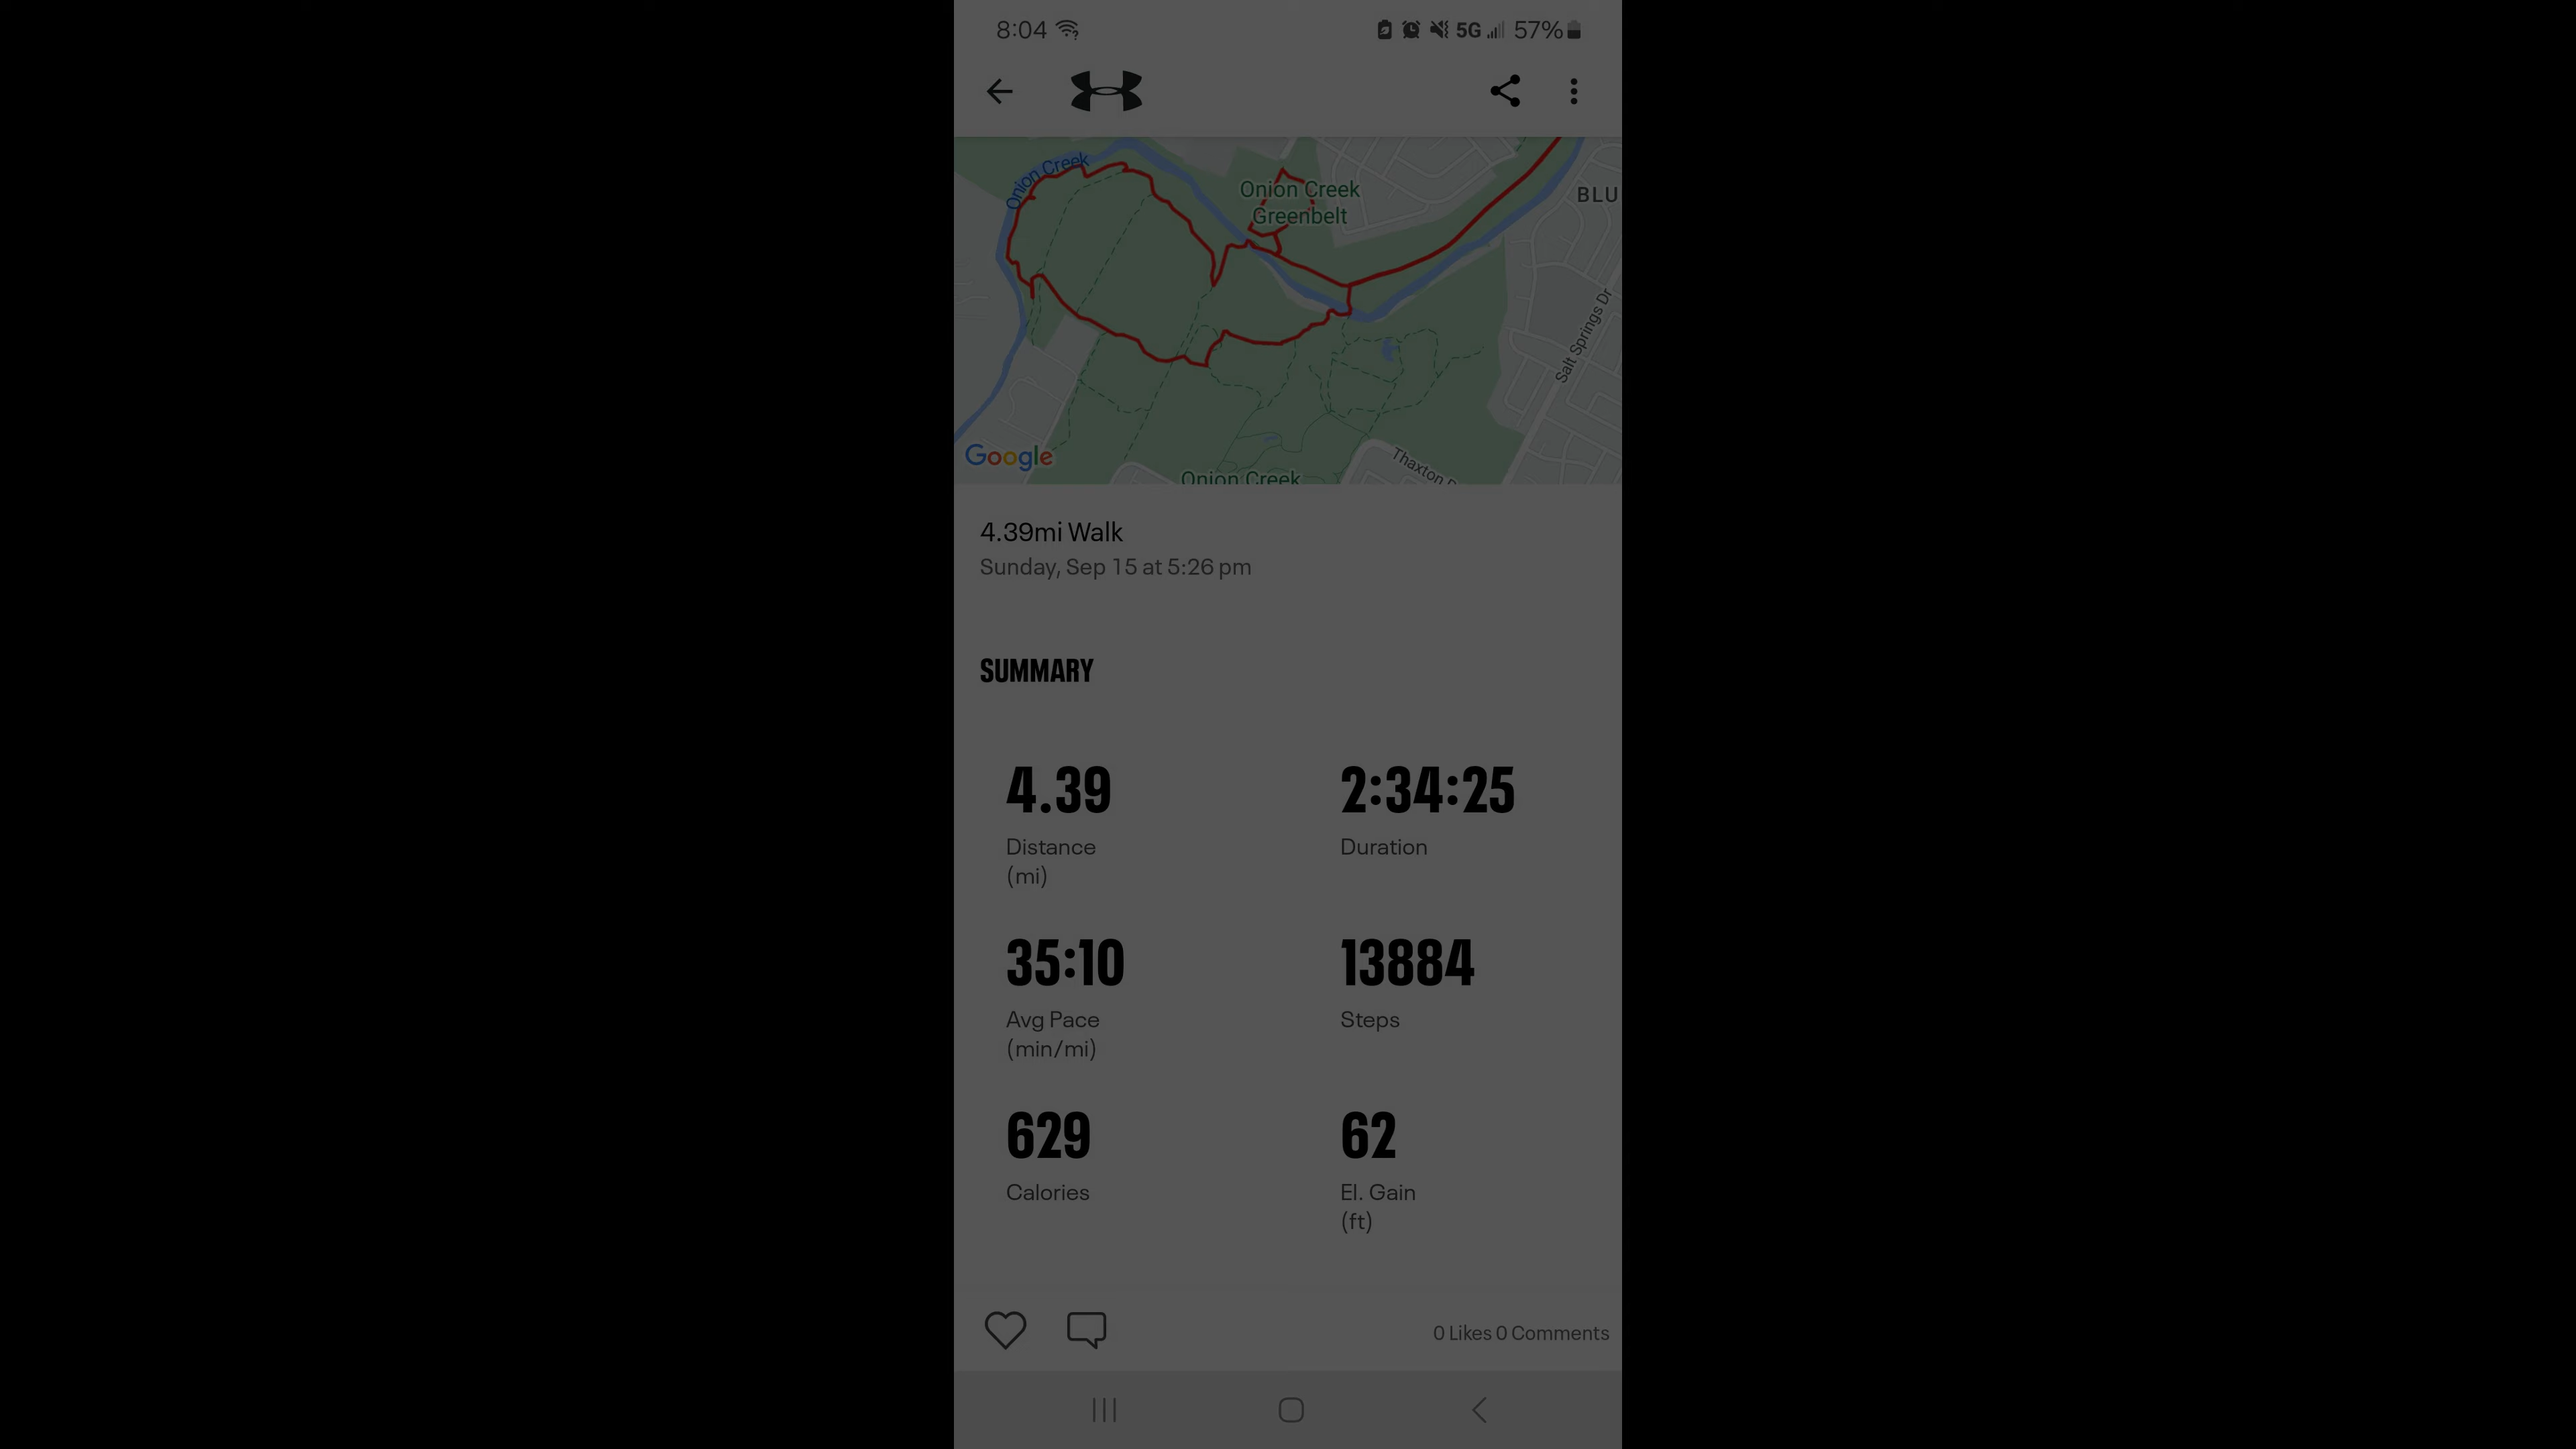 8:04
5G 57%
Onion Creek
Onion Creek
Greenbelt
BLU
Salt Springs Dr
Google
Onion Creek
Thaxton
4.39mi Walk
Sunday, Sep 15 at 5:26 pm
SUMMARY
4.39
Distance
(mi)
2:34:25
Duration
35:10
Avg Pace
(min/mi)
13884
Steps
629
Calories
62
El. Gain
(ft)
0 Likes 0 Comments